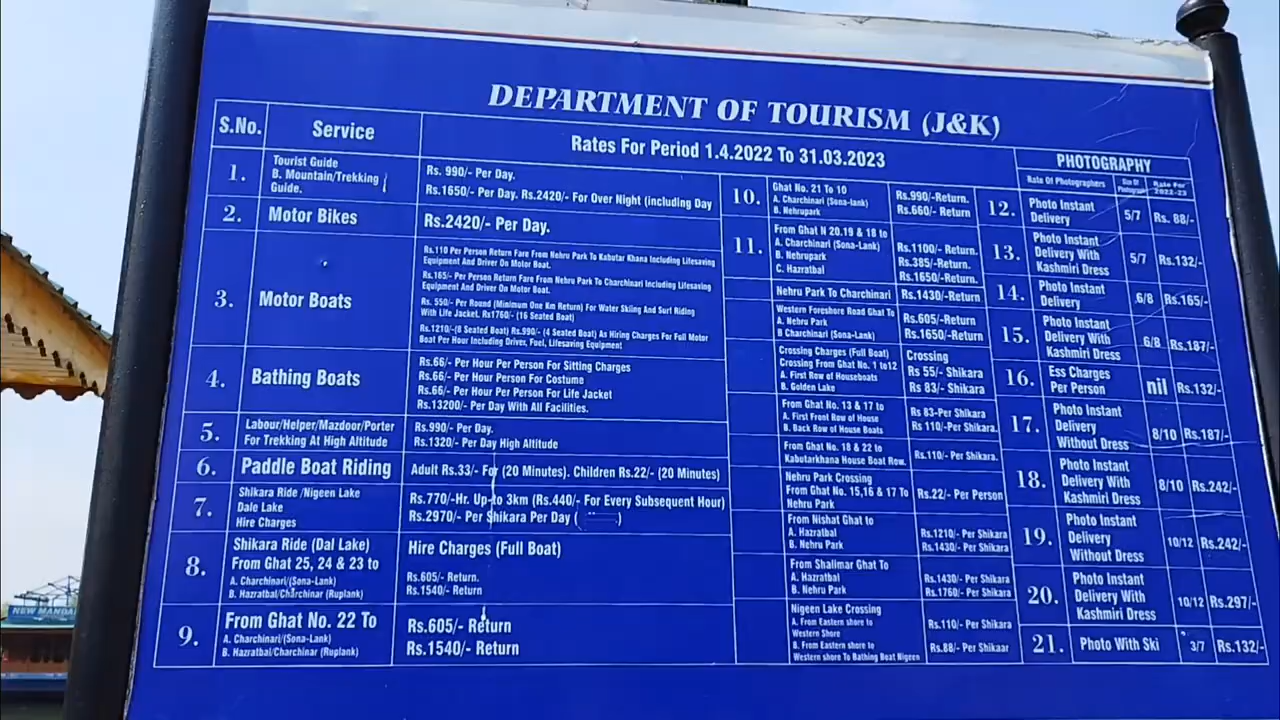 DEPARTMENT OF TOURISM (J&K)
S.No.
Service
Rates For Period 1.4.2022 To 31.03.2023
1.
Tourist Guide
B. Mountain/Trekking
Guide.
Rs. 990/- Per Day.
Rs.1650/- Per Day. Rs.2420/- For Over Night (including Day
2.
Motor Bikes
Rs.2420/- Per Day.
3.
Motor Boats
Rs.110 Per Person Return Fare From Nehru Park To Kabutar Khana Including Lifesaving
Equipment And Driver On Motor Boat.
Rs.165/- Per Person Return Fare From Nehru Park To Charchinari Including Lifesaving
Equipment And Driver On Motor Boat.
Rs. 550/- Per Round (Minimum One Km Return) For Water Skiing And Surf Riding
With Life Jacket. Rs1760/- (16 Seated Boat)
Rs.1210/-(8 Seated Boat) Rs.990/- (4 Seated Boat) As Hiring Charges For Full Motor
Boat Per Hour Including Driver, Fuel, Lifesaving Equipment
4.
Bathing Boats
Rs.66/- Per Hour Per Person For Sitting Charges
Rs.66/- Per Hour Person For Costume
Rs.66/- Per Hour Per Person For Life Jacket
Rs.13200/- Per Day With All Facilities.
5.
Labour/Helper/Mazdoor/Porter
For Trekking At High Altitude
Rs.990/- Per Day.
Rs.1320/- Per Day High Altitude
6.
Paddle Boat Riding
Adult Rs.33/- For (20 Minutes). Children Rs.22/- (20 Minutes)
7.
Shikara Ride /Nigeen Lake
Dale Lake
Hire Charges
Rs.770/-Hr. Up-to 3km (Rs.440/- For Every Subsequent Hour)
Rs.2970/- Per Shikara Per Day (
8.
Shikara Ride (Dal Lake)
From Ghat 25, 24 & 23 to
A. Charchinari/(Sona-Lank)
B. Hazratbal/Charchinar (Ruplank)
Hire Charges (Full Boat)
Rs.605/- Return.
Rs.1540/- Return
9.
From Ghat No. 22 To
A. Charchinari/(Sona-Lank)
B. Hazratbal/Charchinar (Ruplank)
Rs.605/- Return
Rs.1540/- Return
10.
Ghat No. 21 To 10
A. Charchinari (Sona-lank)
B. Nehrupark
Rs.990/-Return.
Rs.660/- Return
11.
From Ghat N 20.19 & 18 to
A. Charchinari (Sona-Lank)
B. Nehrupark
C. Hazratbal
Rs.1100/- Return.
Rs.385/-Return.
Rs.1650/-Return
Nehru Park To Charchinari
Rs.1430/-Return
Western Foreshore Road Ghat To
A. Nehru Park
B Charchinari (Sona-Lank)
Rs.605/-Return
Rs.1650/-Return
Crossing Charges (Full Boat)
Crossing From Ghat No. 1 to12
A. First Row of Houseboats
B. Golden Lake
Crossing
Rs 55/- Shikara
Rs 83/- Shikara
From Ghat No. 13 & 17 to
A. First Front Row of House
B. Back Row of House Boats
Rs 83-Per Shikara
Rs 110/-Per Shikara.
From Ghat No. 18 & 22 to
Kabotarkhana House Boat Row.
Rs.110/- Per Shikara.
Nehru Park Crossing
From Ghat No. 15,16 & 17 To
Nehru Park
Rs.22/- Per Person
From Nishat Ghat to
A. Hazratbal
B. Nehru Park
Rs.1210/- Per Shikara
Rs.1430/- Per Shikara
From Shalimar Ghat To
A. Hazratbal
B. Nehru Park
Rs.1430/- Per Shikara
Rs.1760/- Per Shikara
Nigeen Lake Crossing
A. From Eastern shore to
Western Shore
B. From Eastern shore to
Western shore To Bathing Boat Nigeen
Rs.110/- Per Shikara
Rs.88/- Per Shikaar
PHOTOGRAPHY
Rate Of Photographers
Size Of
Photograph
Rate For
2022-23
12.
Photo Instant
Delivery
5/7
Rs. 88/-
13.
Photo Instant
Delivery With
Kashmiri Dress
5/7
Rs.132/-
14.
Photo Instant
Delivery
6/8
Rs.165/-
15.
Photo Instant
Delivery With
Kashmiri Dress
6/8
Rs.187/-
16.
Ess Charges
Per Person
nil
Rs.132/-
17.
Photo Instant
Delivery
Without Dress
8/10
Rs.187/-
18.
Photo Instant
Delivery With
Kashmiri Dress
8/10
Rs.242/-
19.
Photo Instant
Delivery
Without Dress
10/12
Rs.242/-
20.
Photo Instant
Delivery With
Kashmiri Dress
10/12
Rs.297/-
21.
Photo With Ski
3/7
Rs.132/-
NEW MANDA